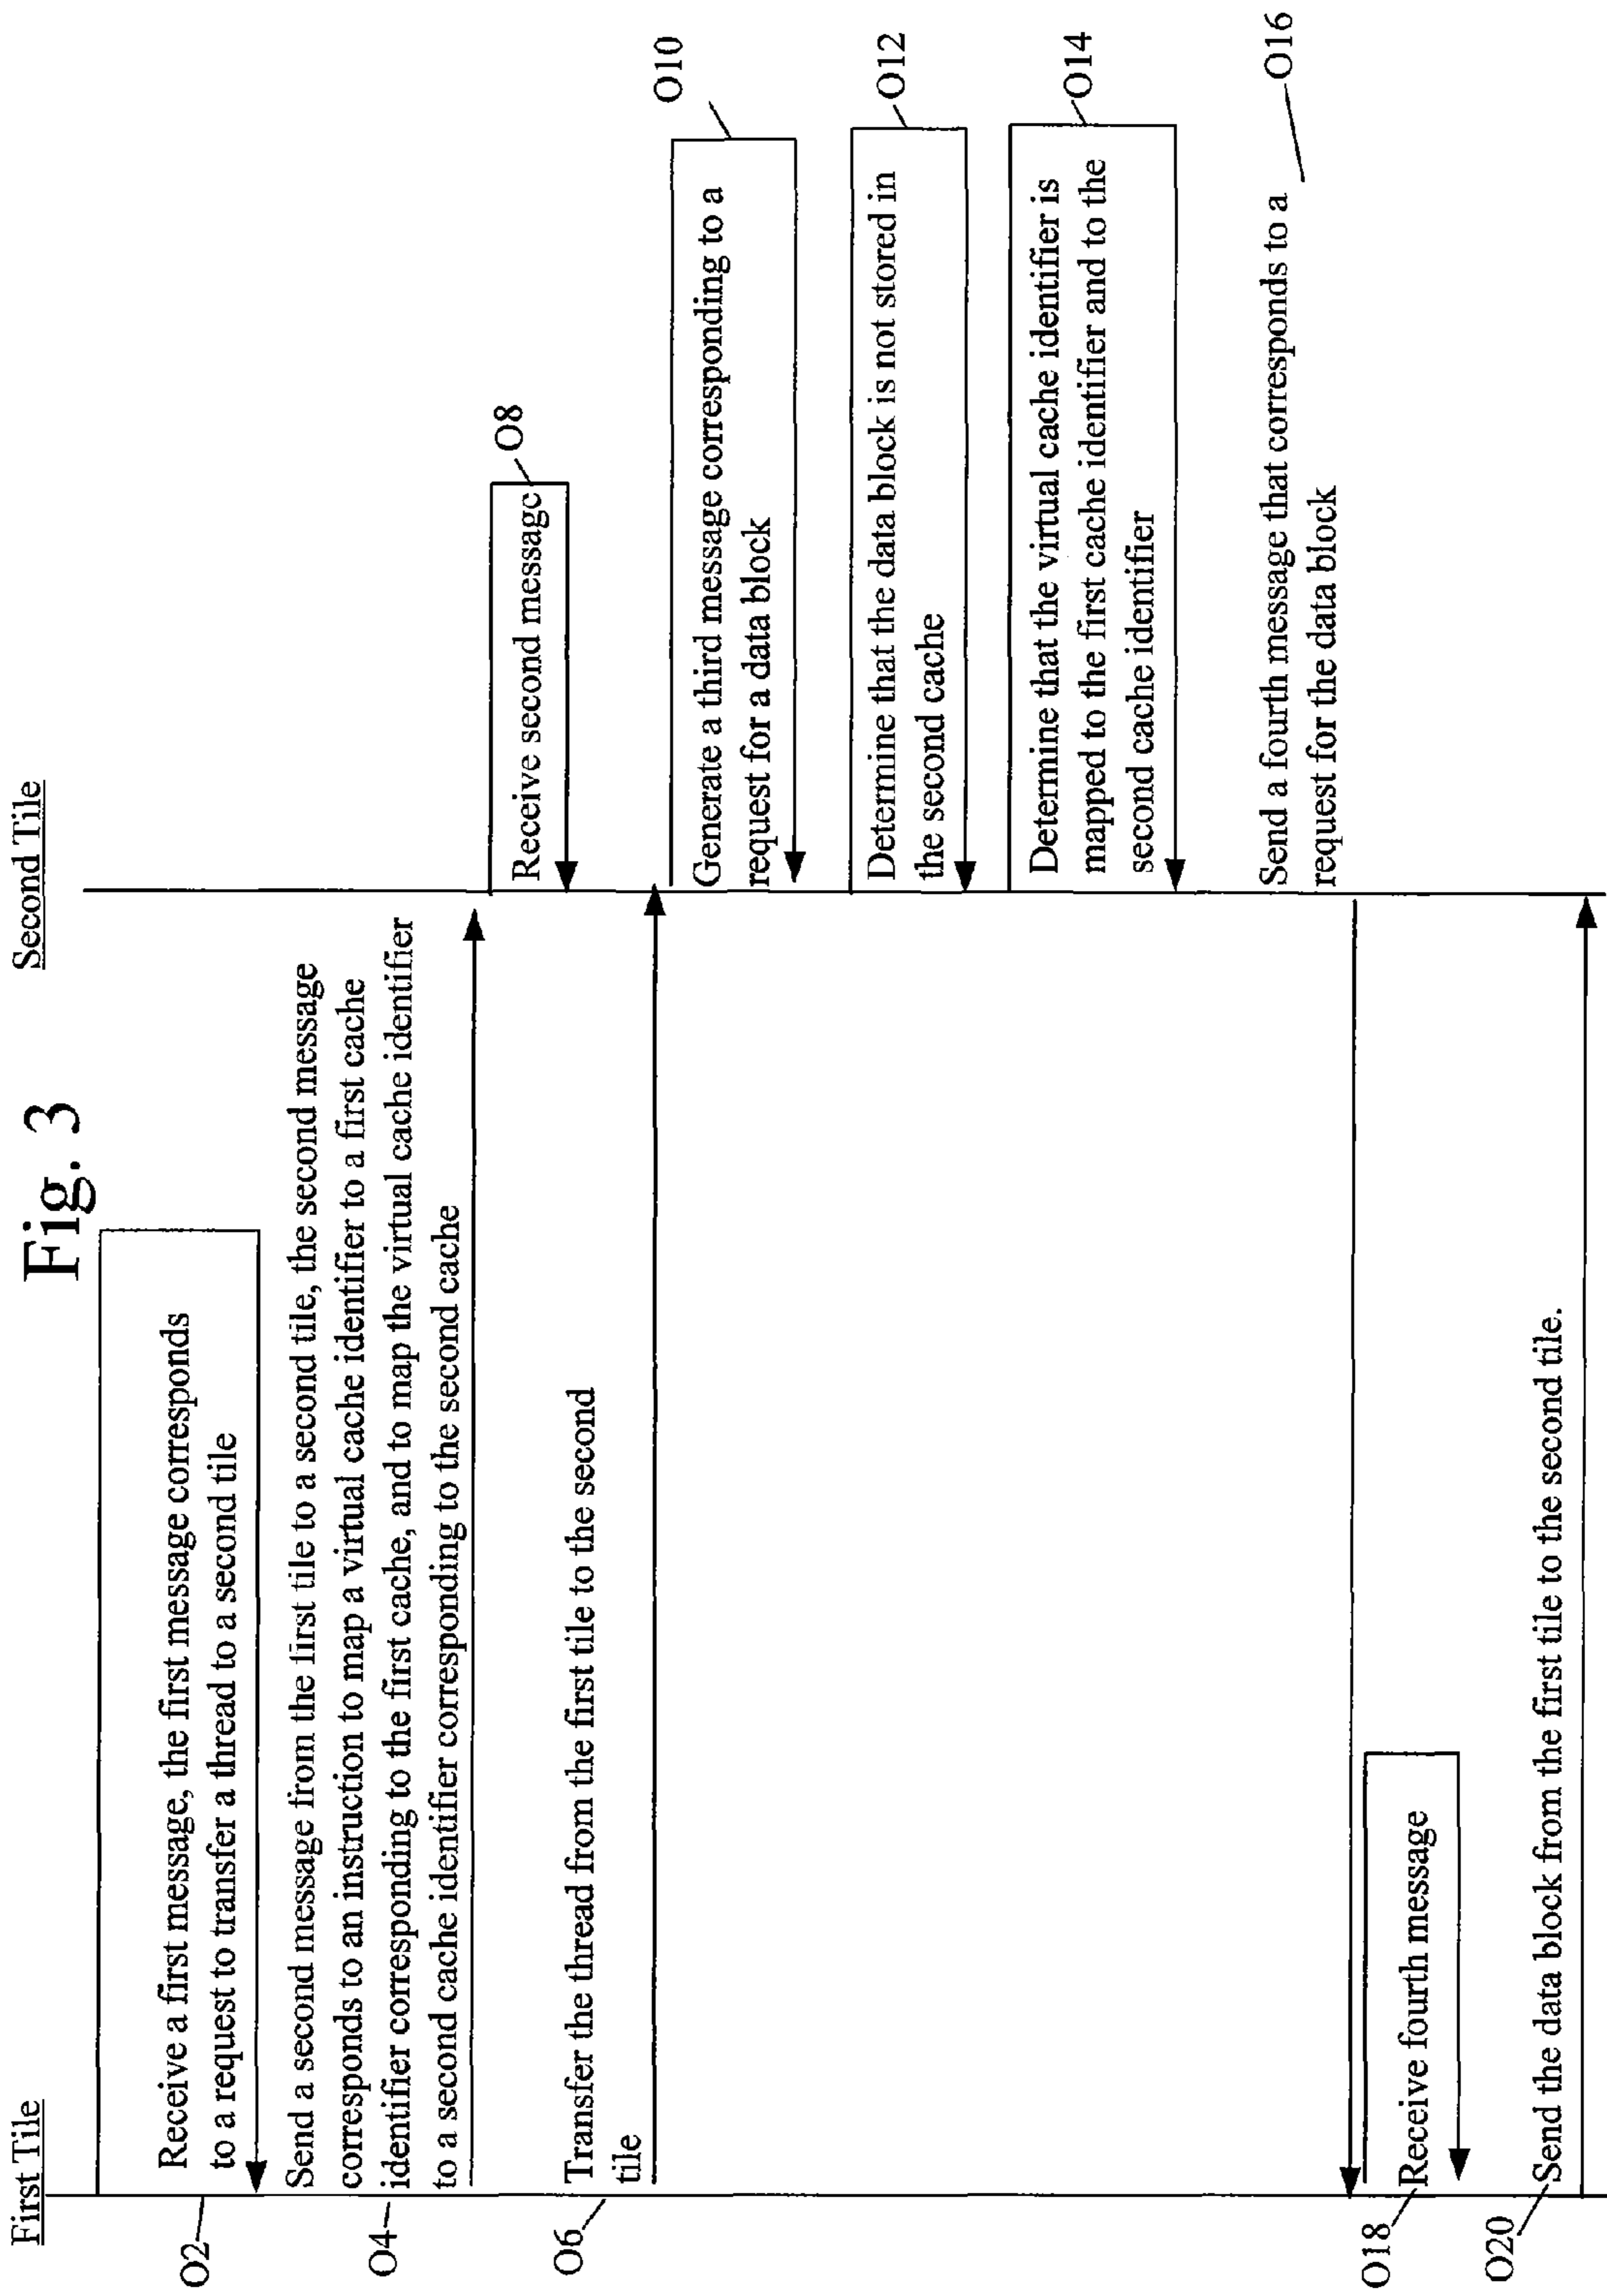 Fig. 3
First Tile
Second Tile
O2
Receive a first message, the first message corresponds
to a request to transfer a thread to a second tile
O4
Send a second message from the first tile to a second tile, the second message
corresponds to an instruction to map a virtual cache identifier to a first cache
identifier corresponding to the first cache, and to map the virtual cache identifier
to a second cache identifier corresponding to the second cache
O8
Receive second message
O6
Transfer the thread from the first tile to the second
tile
O10
Generate a third message corresponding to a
request for a data block
O12
Determine that the data block is not stored in
the second cache
O14
Determine that the virtual cache identifier is
mapped to the first cache identifier and to the
second cache identifier
O16
Send a fourth message that corresponds to a
request for the data block
O18
Receive fourth message
O20
Send the data block from the first tile to the second tile.